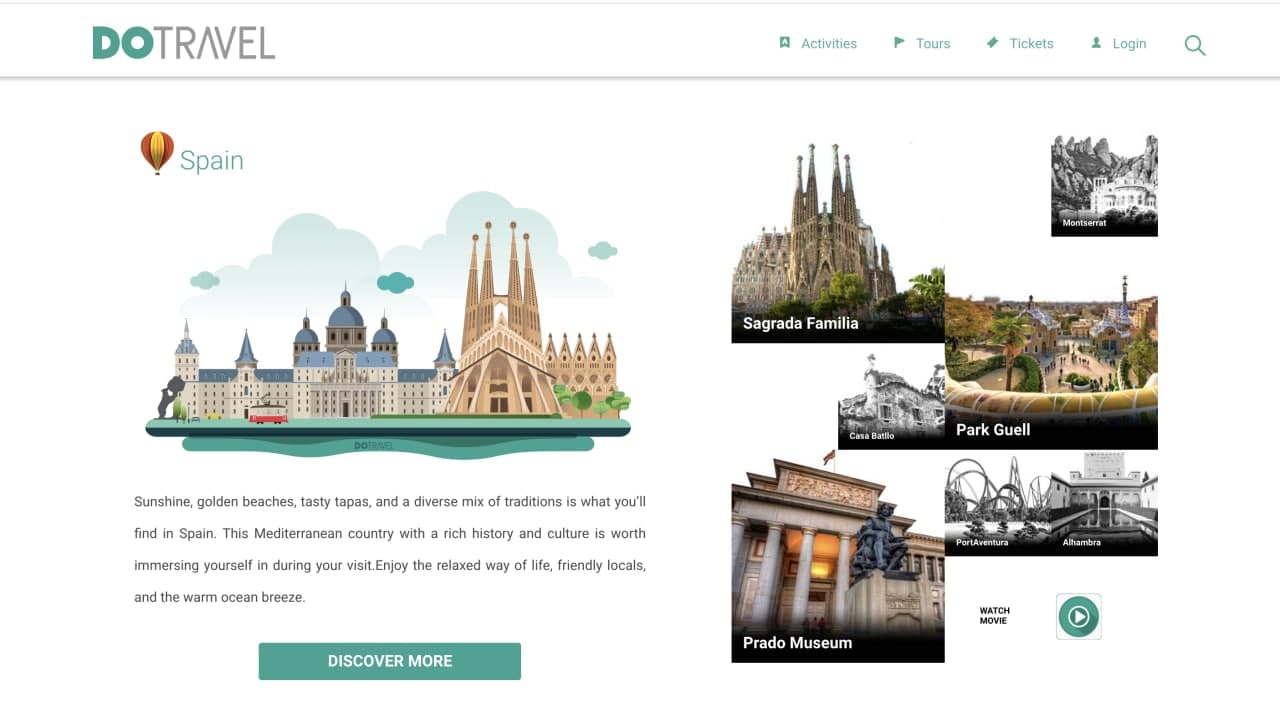 DOTRAVEL
Activities
Tours
Tickets
Login
Spain
DOTRAVEL
Sunshine, golden beaches, tasty tapas, and a diverse mix of traditions is what you'll
find in Spain. This Mediterranean country with a rich history and culture is worth
immersing yourself in during your visit.Enjoy the relaxed way of life, friendly locals,
and the warm ocean breeze.
DISCOVER MORE
Montserrat
Sagrada Familia
Park Guell
Casa Batllo
PortAventura
Alhambra
Prado Museum
WATCH
MOVIE